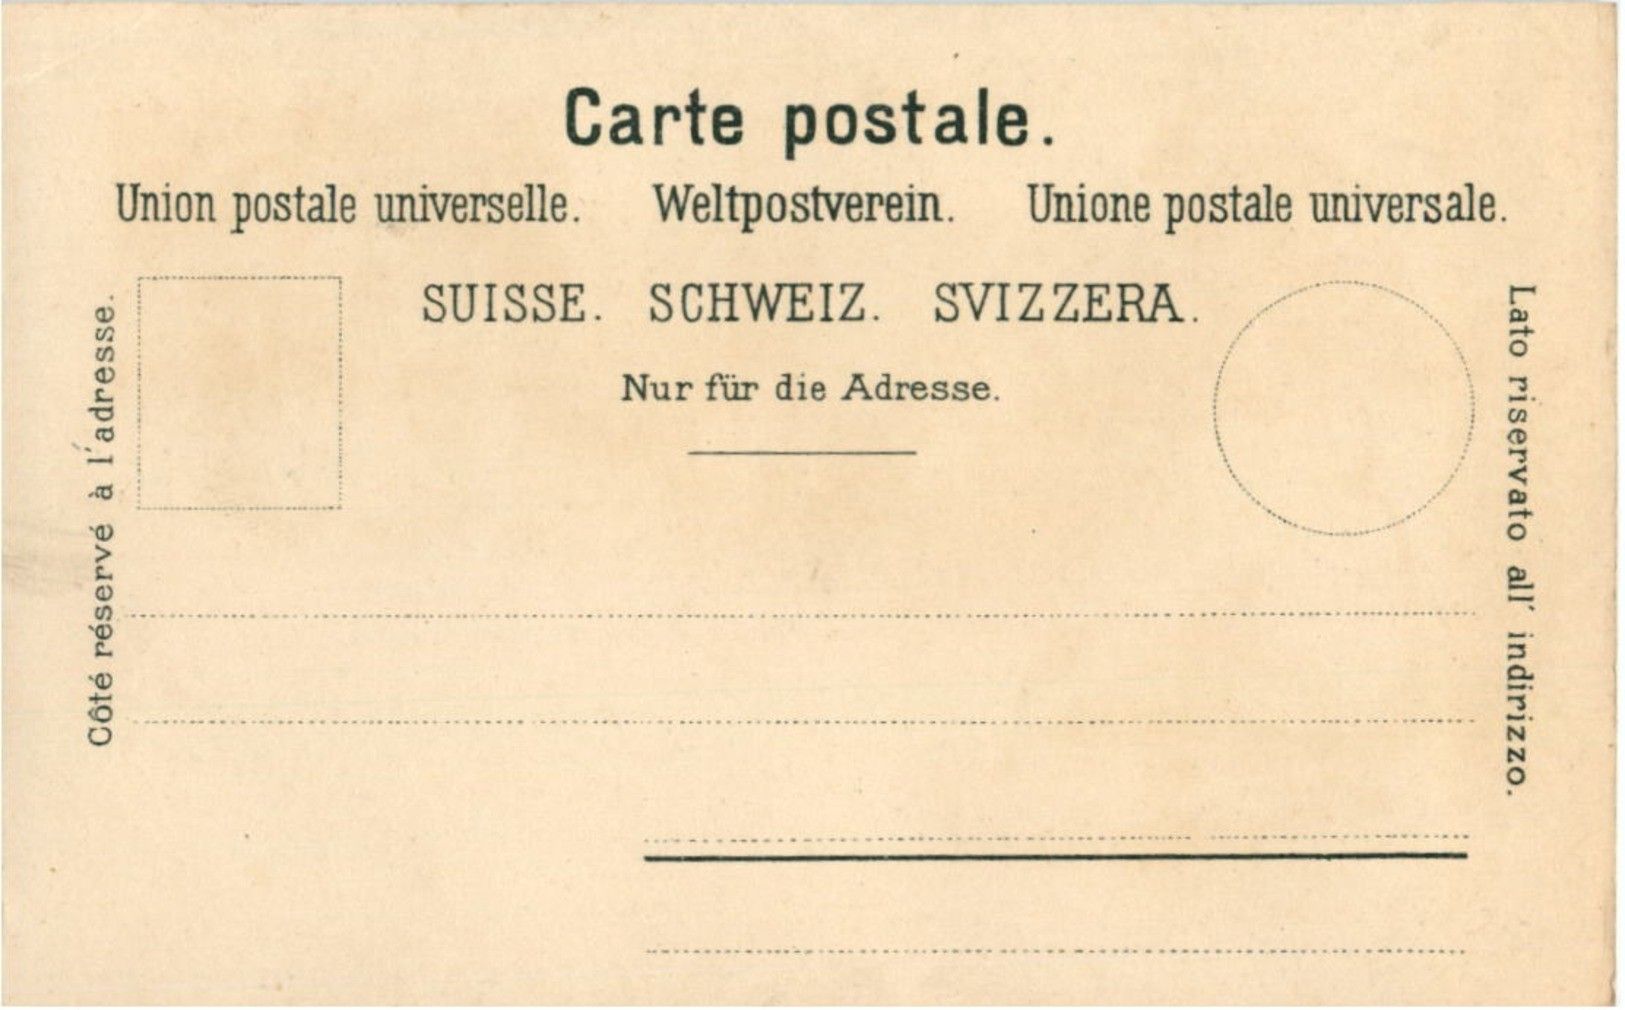 Carte postale.
Union postale universelle. Weltpostverein. Unione postale universale.
SUISSE. SCHWEIZ. SVIZZERA.
Nur für die Adresse.
Côté réservé à l'adresse.
Lato riservato all' indirizzo.